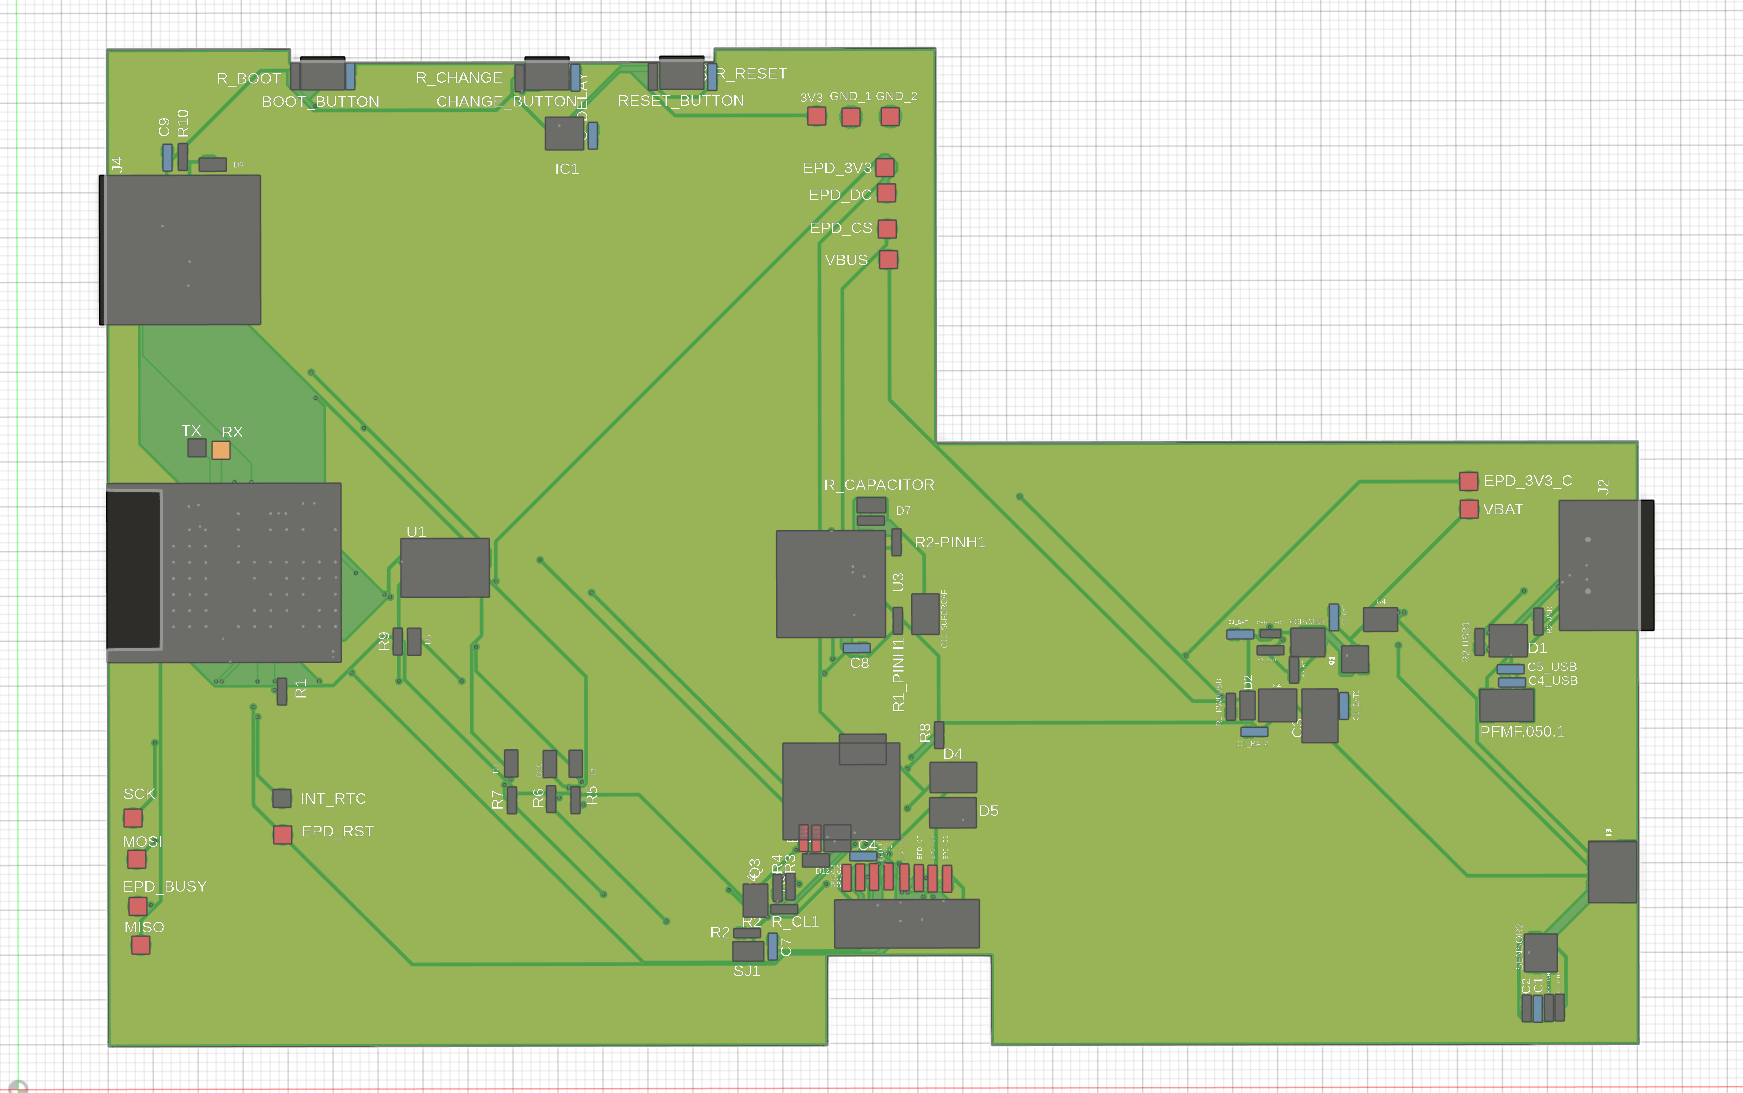 R_BOOT
R_CHANGE
R_RESET
BOOT_BUTTON
CHANGE_BUTTON
RESET_BUTTON
3V3
GND_1
GND_2
C9
R10
J4
IC1
EPD_3V3
EPD_DC
EPD_CS
VBUS
TX
RX
R_CAPACITOR
D7
EPD_3V3_C
VBAT
J2
U1
R2-PINH1
U3
R9
C8
R1_PINH1
D1
C5_USB
C4_USB
R1
D2
PFMF.050.1
R8
D4
SCK
INT_RTC
R7
R6
R5
D5
EPD_RST
MOSI
C4
EPD_BUSY
Q3
R4
R3
MISO
R2
R2
R_CL1
C7
SJ1
C2
C1